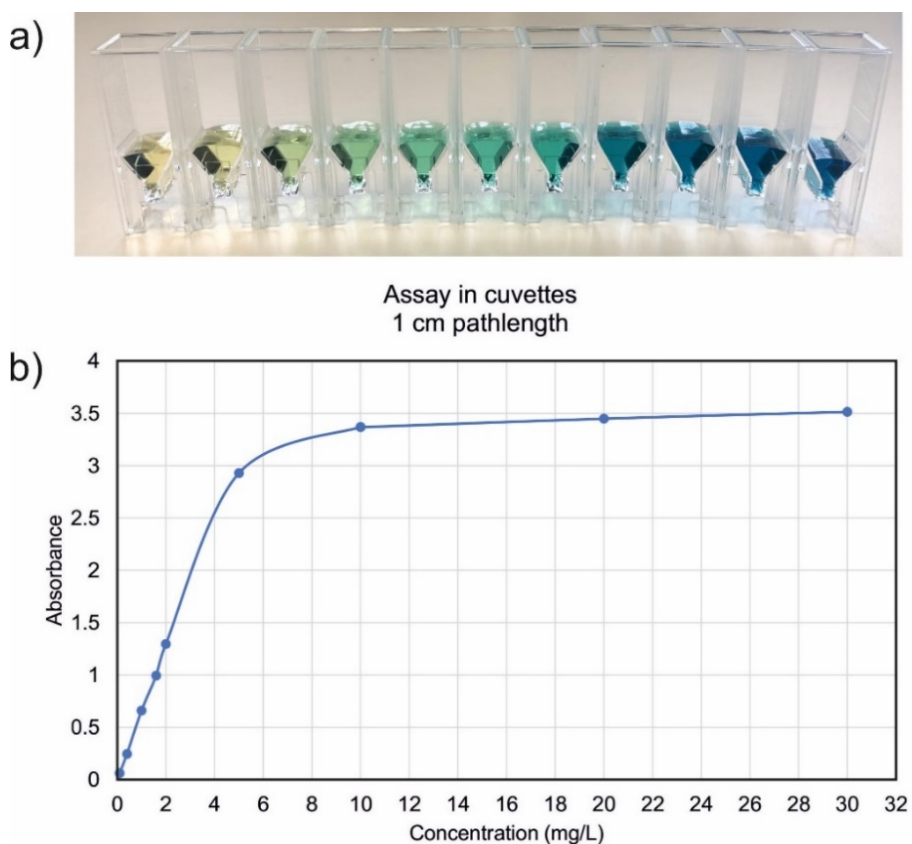 a)
Assay in cuvettes
1 cm pathlength
b)
4
3.5
3
2.5
2
1.5
1
0.5
0
Absorbance
0 2 4 6 8 10 12 14 16 18 20 22 24 26 28 30 32
Concentration (mg/L)